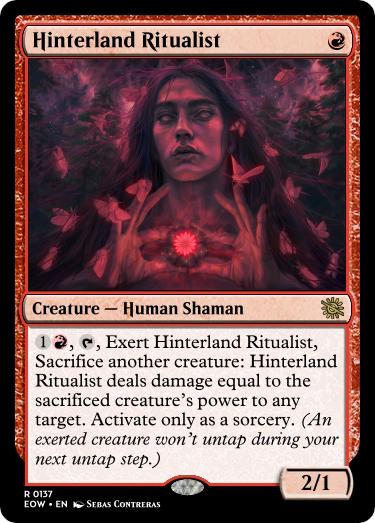 Hinterland Ritualist
Creature — Human Shaman
1, Exert Hinterland Ritualist,
Sacrifice another creature: Hinterland
Ritualist deals damage equal to the
sacrificed creature's power to any
target. Activate only as a sorcery. (An
exerted creature won't untap during your
next untap step.)
2/1
R 0137
EOW • EN Sebas Contreras